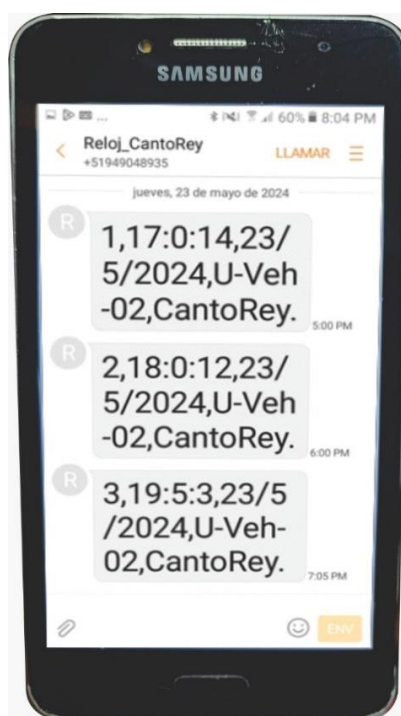 SAMSUNG
60% 8:04 PM
Reloj_CantoRey
+51949048935
LLAMAR
jueves, 23 de mayo de 2024
R
1,17:0:14,23/
5/2024,U-Veh
-02,CantoRey.
5:00 PM
R
2,18:0:12,23/
5/2024,U-Veh
-02,CantoRey.
6:00 PM
R
3,19:5:3,23/5
/2024,U-Veh-
02,CantoRey.
7:05 PM
ENV